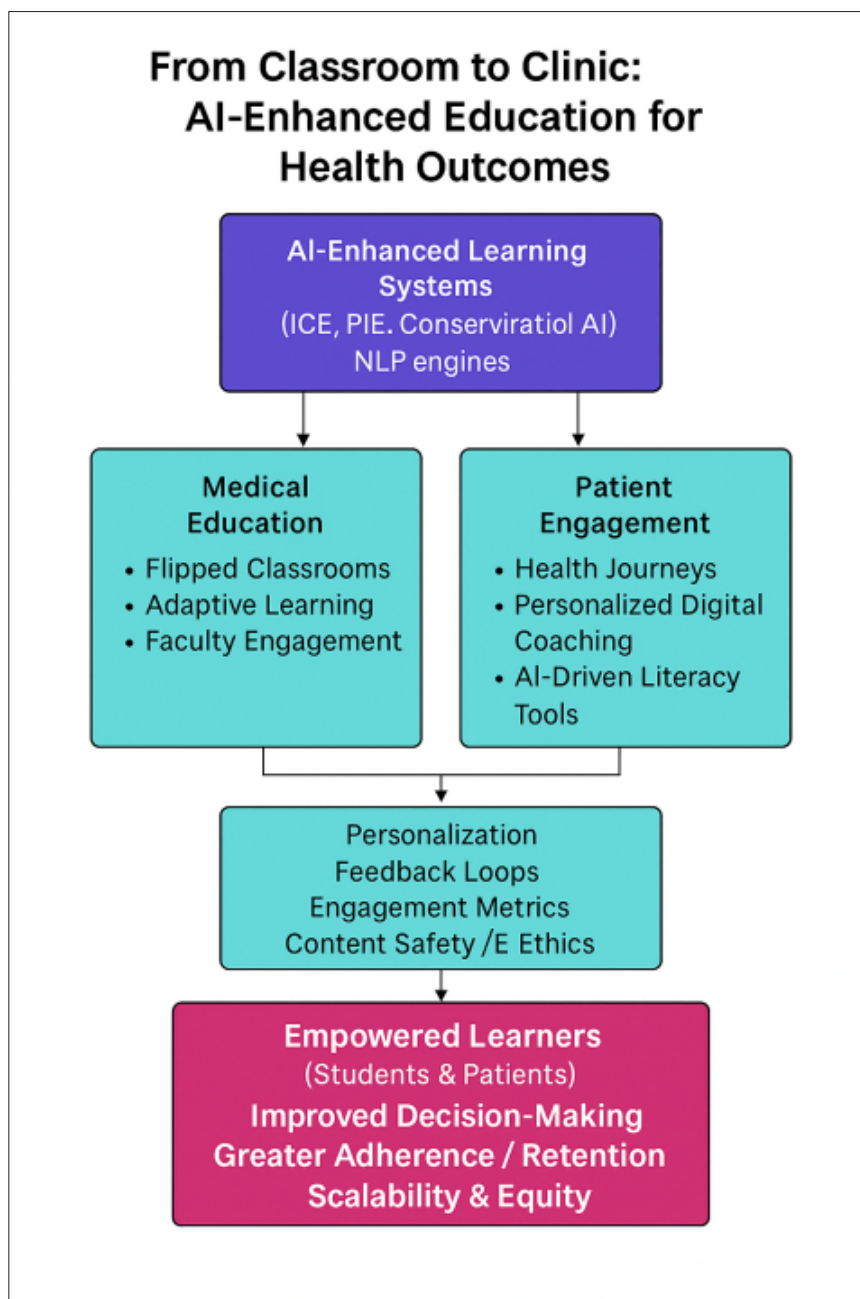 From Classroom to Clinic:
AI-Enhanced Education for
Health Outcomes
AI-Enhanced Learning
Systems
(ICE, PIE. Conserviratiol AI)
NLP engines
Medical
Education
• Flipped Classrooms
• Adaptive Learning
• Faculty Engagement
Patient
Engagement
• Health Journeys
• Personalized Digital
Coaching
• AI-Driven Literacy
Tools
Personalization
Feedback Loops
Engagement Metrics
Content Safety /E Ethics
Empowered Learners
(Students & Patients)
Improved Decision-Making
Greater Adherence / Retention
Scalability & Equity